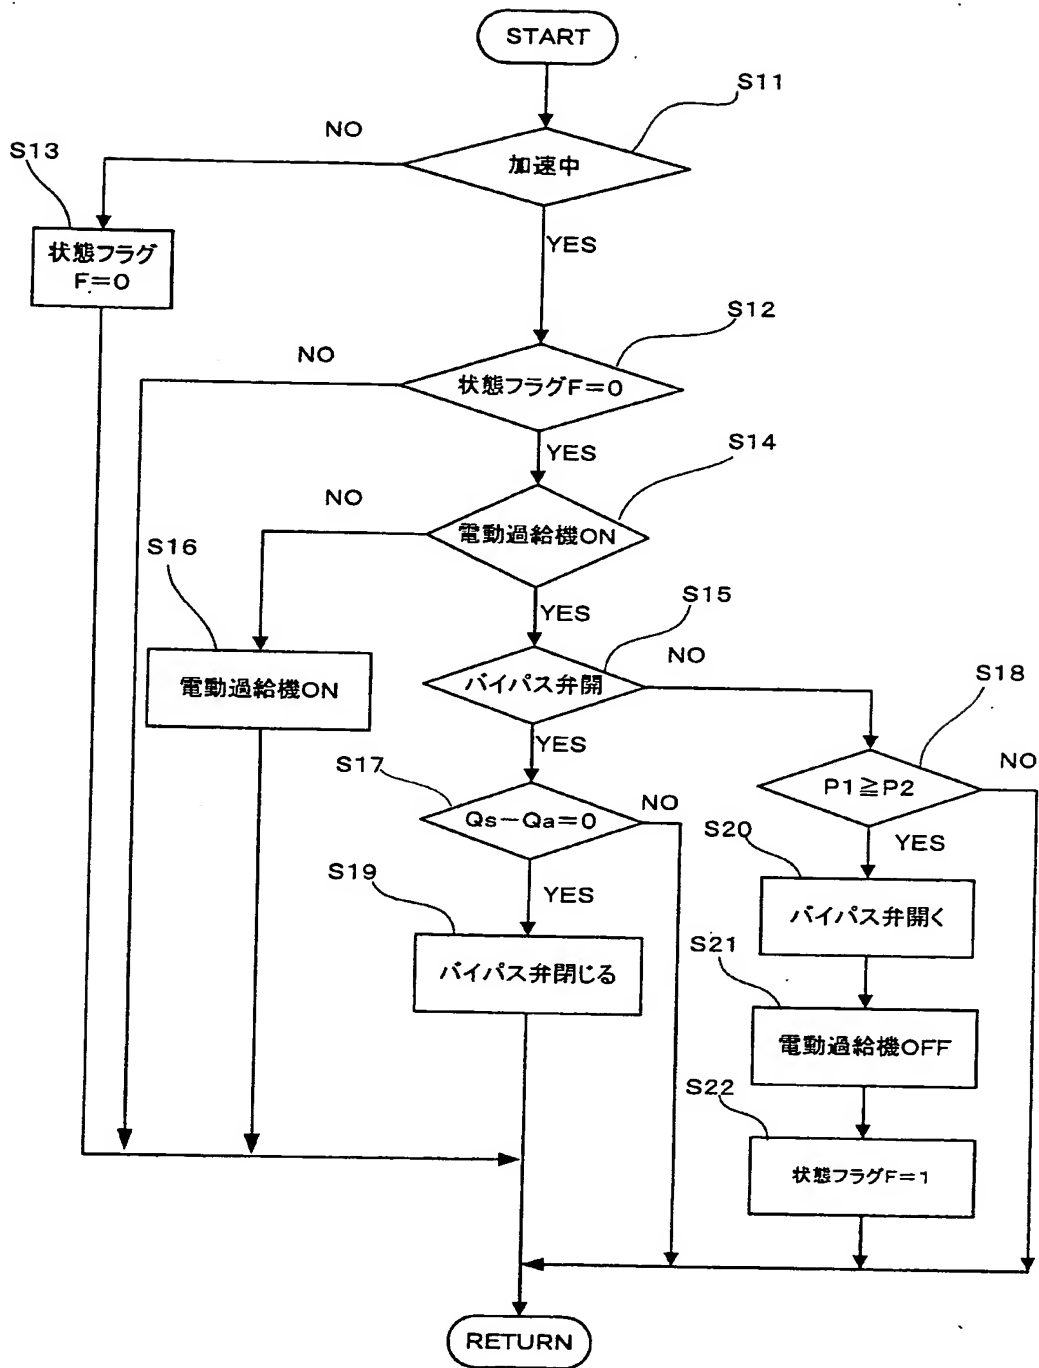 START
S11
NO
加速中
S13
YES
状態フラグ
F=0
S12
NO
状態フラグF=0
YES
S14
NO
電動過給機ON
S16
YES
S15
NO
電動過給機ON
バイパス弁開
S18
YES
S17
NO
P1≧P2
NO
Qs-Qa=0
S20
YES
S19
YES
バイパス弁開く
バイパス弁閉じる
S21
電動過給機OFF
S22
状態フラグF=1
RETURN